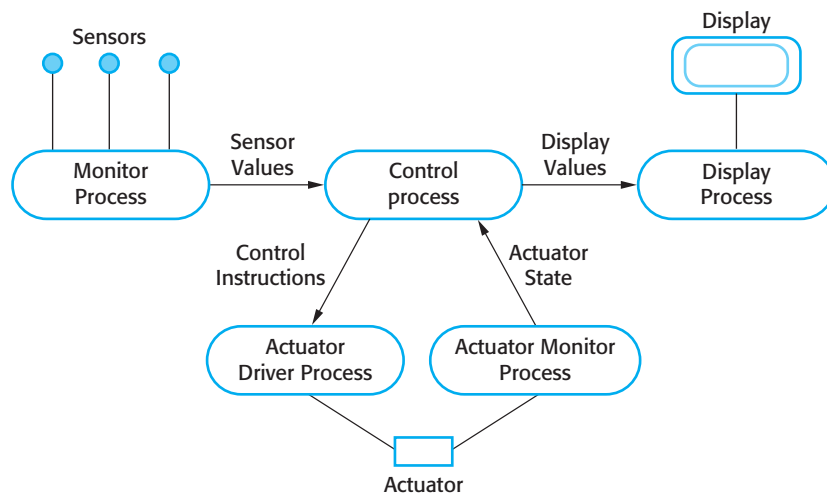 Sensors
Display
Monitor
Process
Sensor
Values
Control
process
Display
Values
Display
Process
Control
Instructions
Actuator
State
Actuator
Driver Process
Actuator Monitor
Process
Actuator